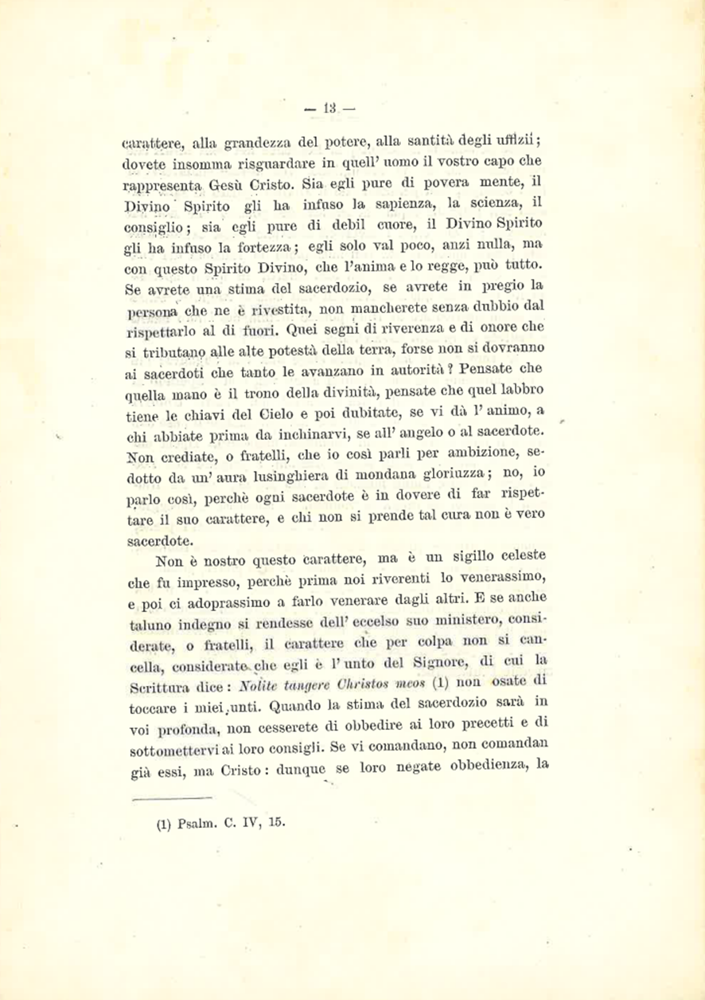 — 13 —
carattere, alla grandezza del potere, alla santità degli uffizii;
dovete insomma risguardare in quell' uomo il vostro capo che
rappresenta Gesù Cristo. Sia egli pure di povera mente, il
Divino Spirito gli ha infuso la sapienza, la scienza, il
consiglio; sia egli pure di debil cuore, il Divino Spirito
gli ha infuso la fortezza; egli solo val poco, anzi nulla, ma
con questo Spirito Divino, che l'anima e lo regge, può tutto.
Se avrete una stima del sacerdozio, se avrete in pregio la
persona che ne è rivestita, non mancherete senza dubbio dal
rispettarlo al di fuori. Quei segni di riverenza e di onore che
si tributano alle alte potestà della terra, forse non si dovranno
ai sacerdoti che tanto le avanzano in autorità? Pensate che
quella mano è il trono della divinità, pensate che quel labbro
tiene le chiavi del Cielo e poi dubitate, se vi dà l' animo, a
chi abbiate prima da inchinarvi, se all' angelo o al sacerdote.
Non crediate, o fratelli, che io così parli per ambizione, se-
dotto da un' aura lusinghiera di mondana gloriuzza; no, io
parlo così, perchè ogni sacerdote è in dovere di far rispet-
tare il suo carattere, e chi non si prende tal cura non è vero
sacerdote.
Non è nostro questo carattere, ma è un sigillo celeste
che fu impresso, perchè prima noi riverenti lo venerassimo,
e poi ci adoprassimo a farlo venerare dagli altri. E se anche
taluno indegno si rendesse dell' eccelso suo ministero, consi-
derate, o fratelli, il carattere che per colpa non si can-
cella, considerate che egli è l' unto del Signore, di cui la
Scrittura dice: Nolite tangere Christos meos (1) non osate di
toccare i miei unti. Quando la stima del sacerdozio sarà in
voi profonda, non cesserete di obbedire ai loro precetti e di
sottomettervi ai loro consigli. Se vi comandano, non comandan
già essi, ma Cristo: dunque se loro negate obbedienza, la
(1) Psalm. C. IV, 15.